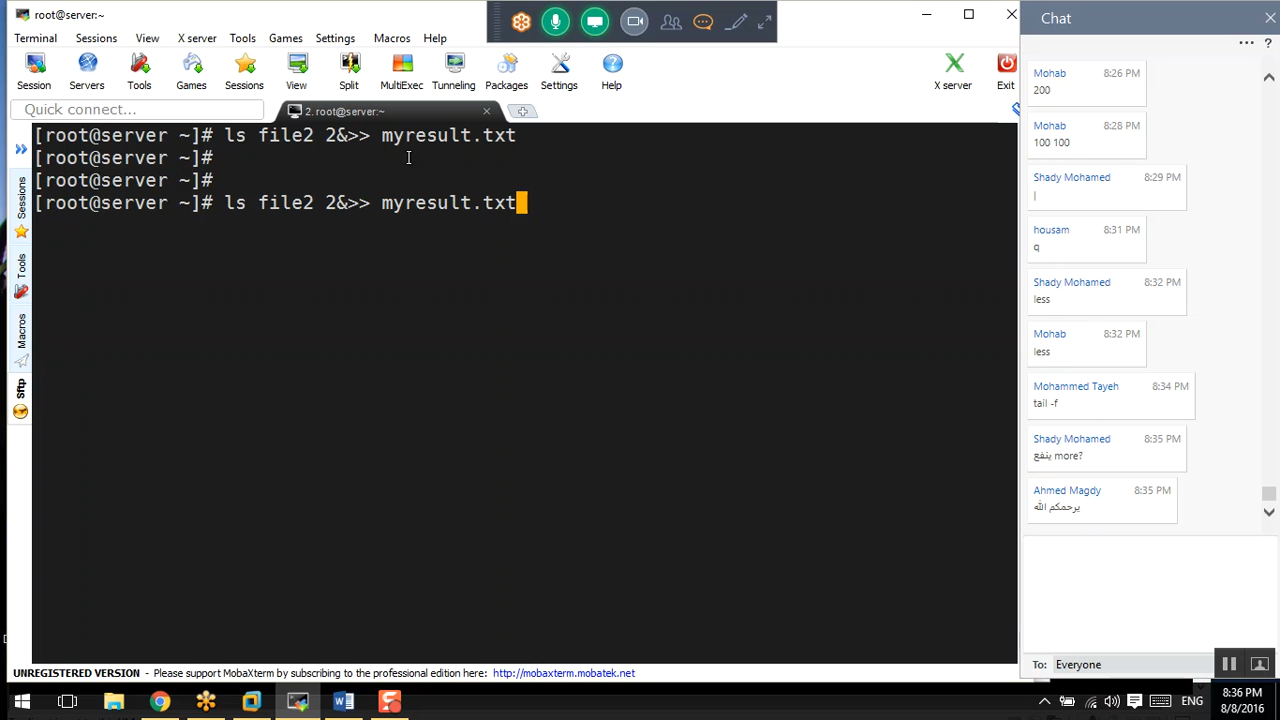 root@server:~
Terminal Sessions View X server Tools Games Settings Macros Help
Session Servers Tools Games Sessions View Split MultiExec Tunneling Packages Settings Help X server Exit
Quick connect...
2. root@server:~
[root@server ~]# ls file2 2&>> myresult.txt
[root@server ~]#
[root@server ~]#
[root@server ~]# ls file2 2&>> myresult.txt
Sessions
Tools
Macros
Sftp
UNREGISTERED VERSION - Please support MobaXterm by subscribing to the professional edition here: http://mobaxterm.mobatek.net
Chat
... ?
Mohab 8:26 PM
200
Mohab 8:28 PM
100 100
Shady Mohamed 8:29 PM
|
housam 8:31 PM
q
Shady Mohamed 8:32 PM
less
Mohab 8:32 PM
less
Mohammed Tayeh 8:34 PM
tail -f
Shady Mohamed 8:35 PM
ينفع more?
Ahmed Magdy 8:35 PM
يرحمكم الله
To: Everyone
ENG
8:36 PM
8/8/2016